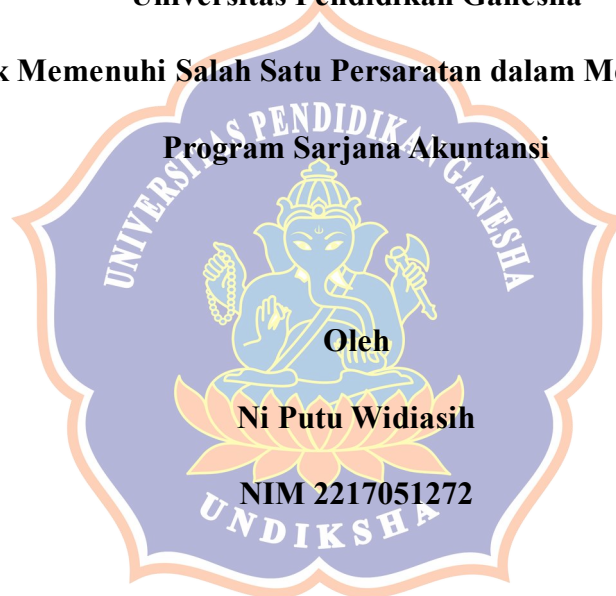 Universitas Pendidikan Ganesha
Memenuhi Salah Satu Persaratan dalam
Program Sarjana Akuntansi
UNIVERSITAS PENDIDIKAN GANESHA
Oleh
Ni Putu Widiasih
NIM 2217051272
UNDIKSHA